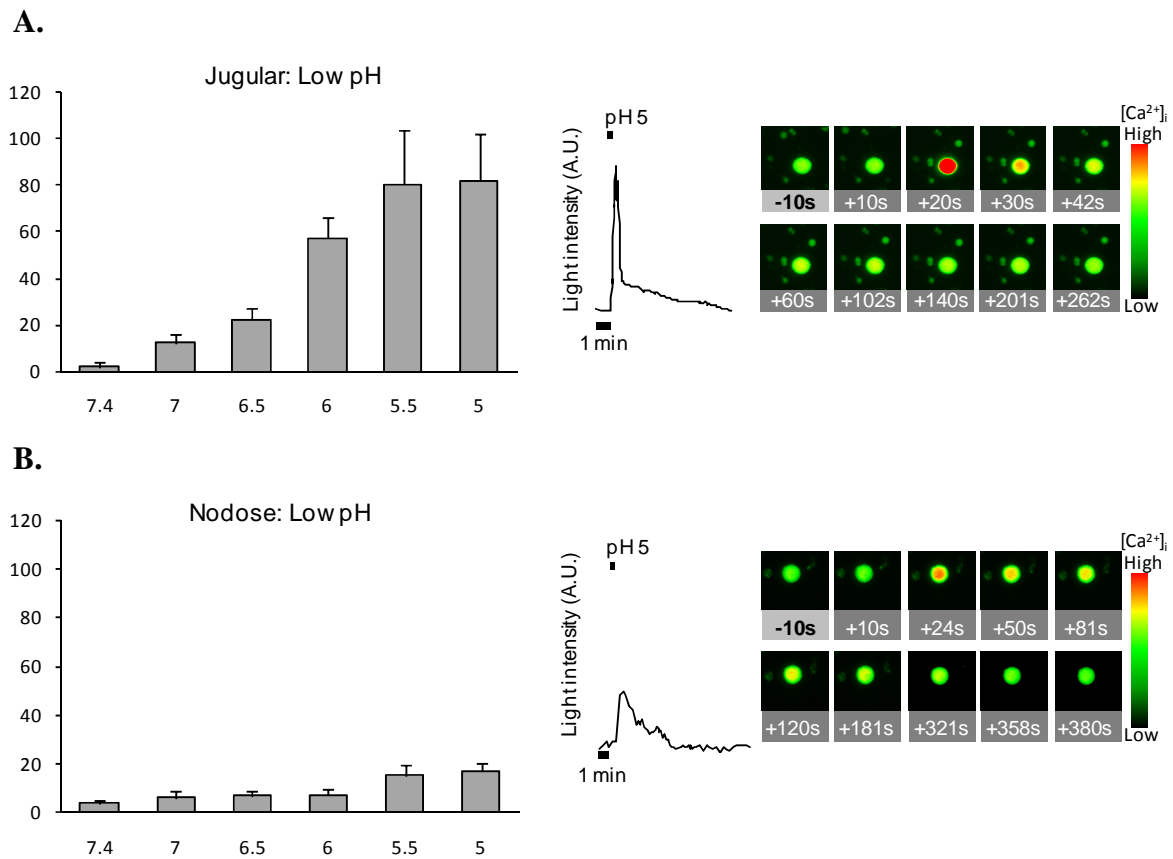 A.
Jugular: Low pH
120
100
80
60
40
20
0
7.4 7 6.5 6 5.5 5
Light intensity (A.U.)
pH 5
1 min
-10s +10s +20s +30s +42s
+60s +102s +140s +201s +262s
[Ca²⁺]i
High
Low
B.
Nodose: Low pH
120
100
80
60
40
20
0
7.4 7 6.5 6 5.5 5
Light intensity (A.U.)
pH 5
1 min
-10s +10s +24s +50s +81s
+120s +181s +321s +358s +380s
[Ca²⁺]i
High
Low